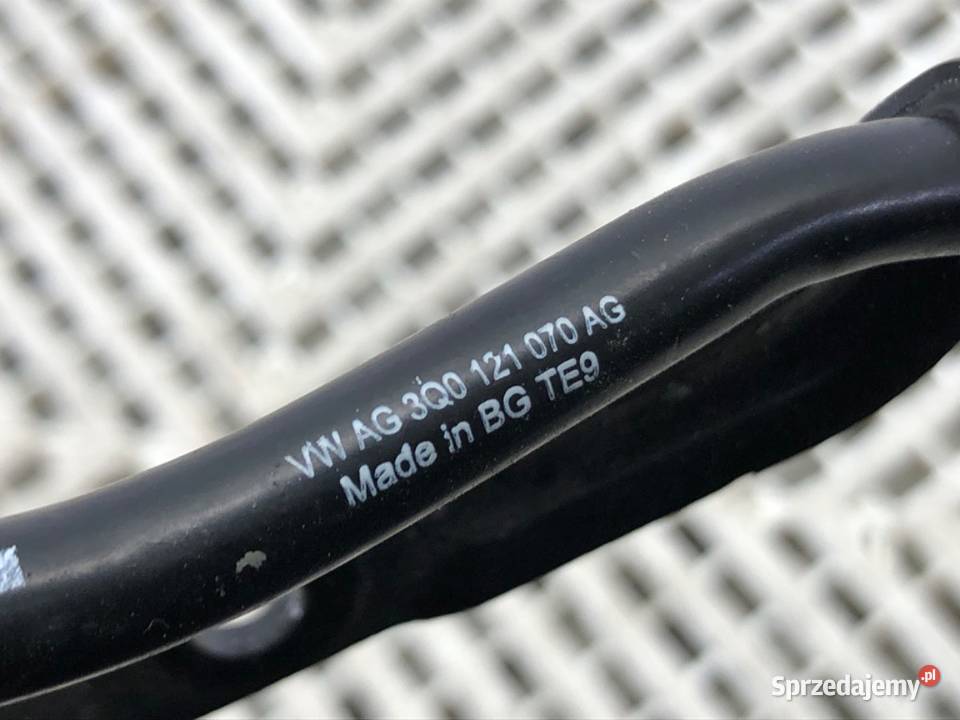 VW AG 3Q0 121 070 AG
Made in BG TE9
Sprzedajemy.pl